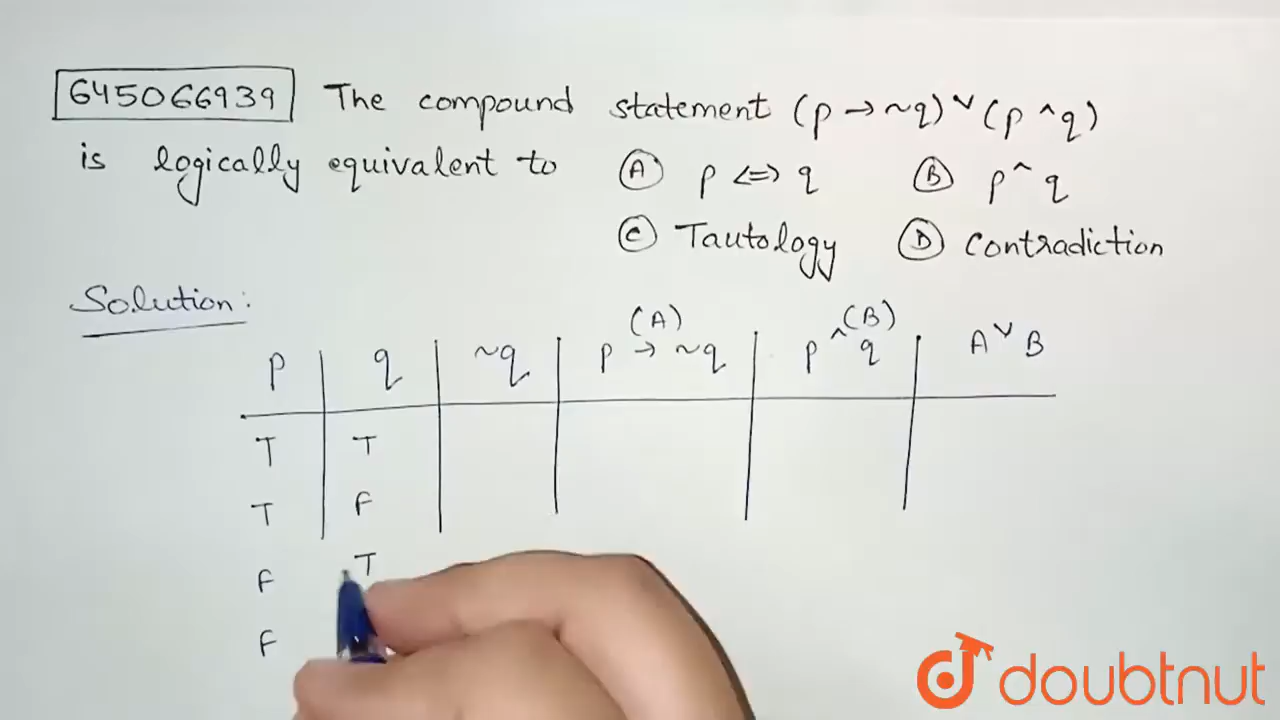 645066939 The compound statement (p → ~q) ˅ (p ^ q)
is logically equivalent to (A) p <=> q (B) p ^ q
(C) Tautology (D) Contradiction
Solution:
(A) (B)
p q ~q p → ~q p ^ q A ˅ B
T T
T F
F T
F
doubtnut